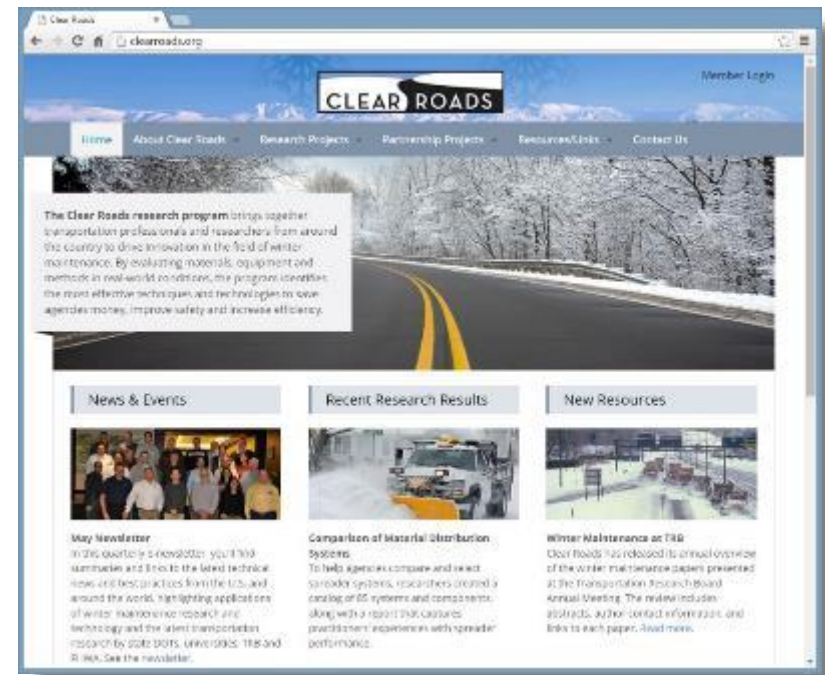 Clear Roads
clearroads.org
Member Login
CLEAR ROADS
Home About Clear Roads Research Projects Partnership Projects Resources/Links Contact Us
The Clear Roads research program brings together
transportation professionals and researchers from around
the country to drive innovation in the field of winter
maintenance. By evaluating materials, equipment and
methods in real-world conditions, the program identifies
the most effective techniques and technologies to save
agencies money, improve safety and increase efficiency.
News & Events
May Newsletter
In this quarterly e-newsletter, you'll find
summaries and links to the latest technical
news and best practices from the U.S. and
around the world, highlighting applications
of winter maintenance research and
technology and the latest transportation
research by state DOTs, universities, TRB and
FHWA. See the newsletter.
Recent Research Results
Comparison of Material Distribution
Systems
To help agencies compare and select
spreader systems, researchers created a
catalog of 65 systems and components,
along with a report that captures
practitioners' experiences with spreader
performance.
New Resources
Winter Maintenance at TRB
Clear Roads has released its annual overview
of the winter maintenance papers presented
at the Transportation Research Board
Annual Meeting. The review includes
abstracts, author contact information, and
links to each paper. Read more.